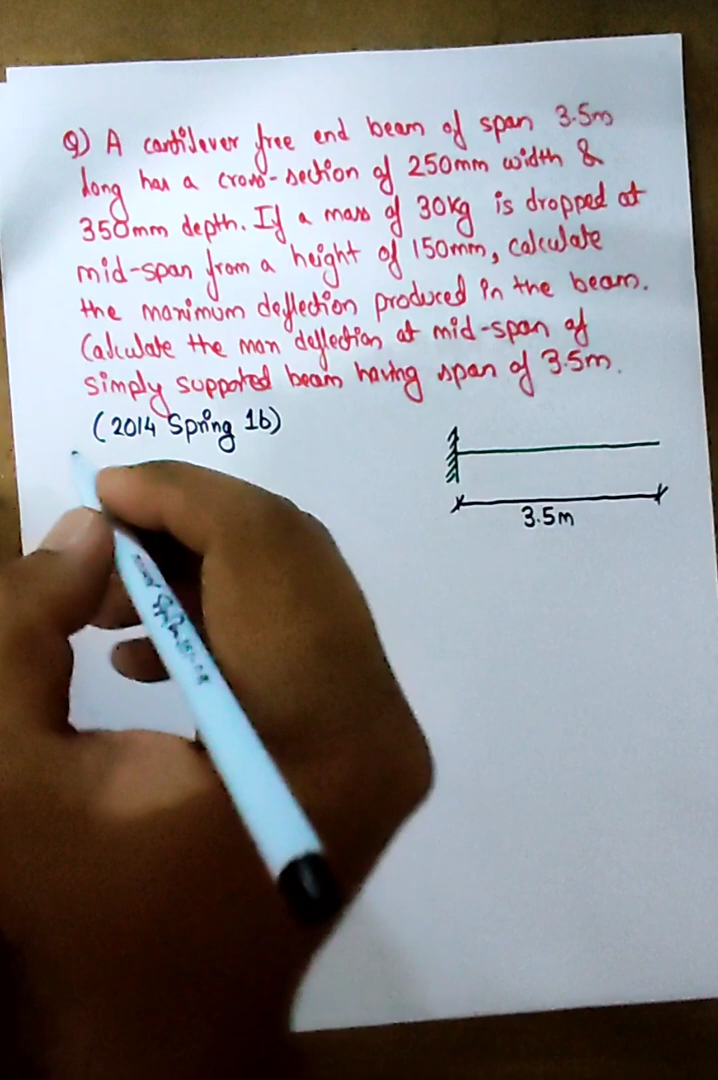 Q) A cantilever free end beam of span 3.5m
long has a cross-section of 250mm width &
350mm depth. If a mass of 30kg is dropped at
mid-span from a height of 150mm, calculate
the maximum deflection produced in the beam.
Calculate the max deflection at mid-span of
simply supported beam having span of 3.5m.
(2014 Spring 1b)
3.5m